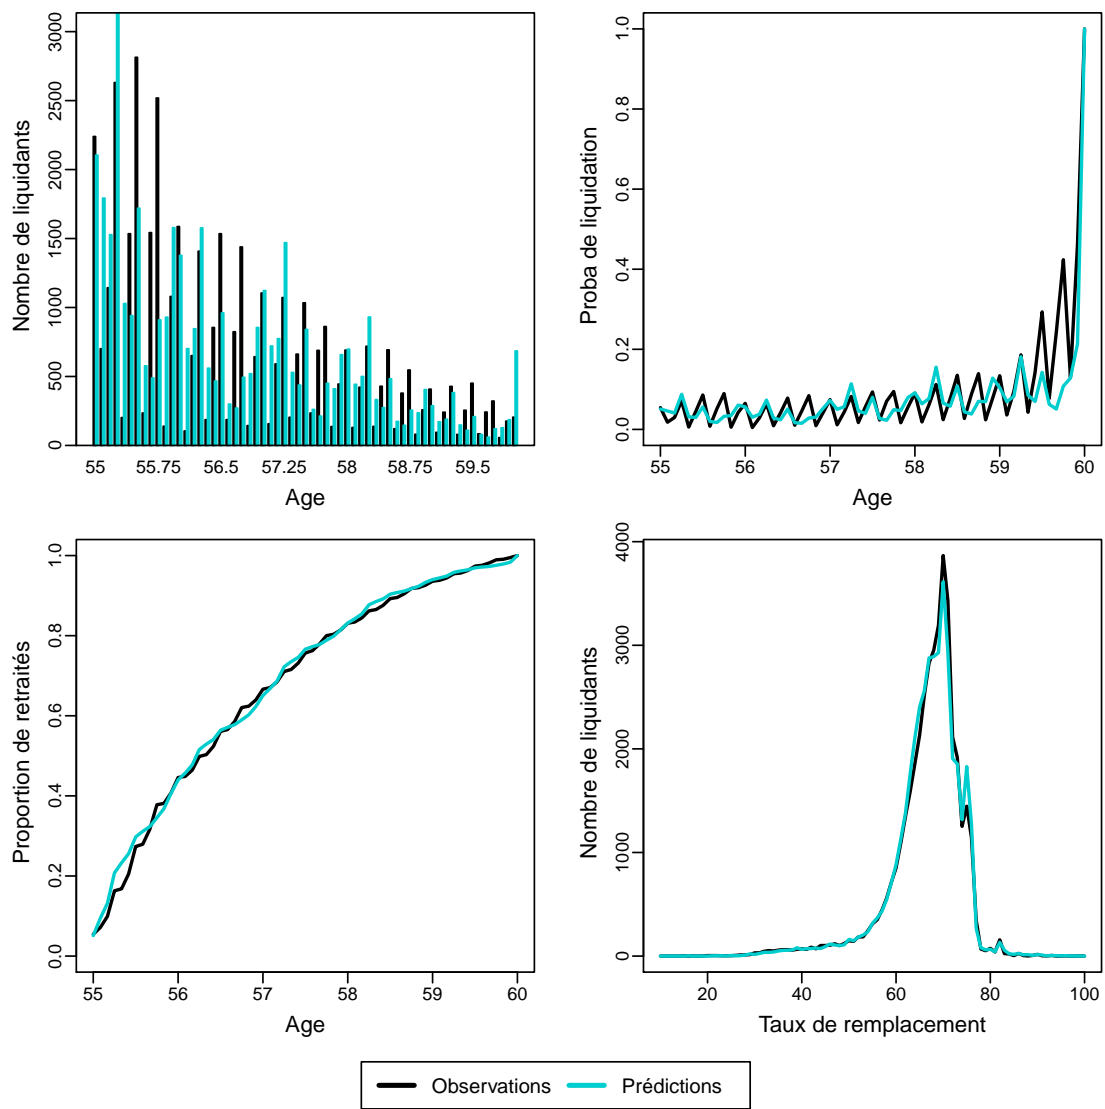 Nombre de liquidants
0 500 1000 1500 2000 2500 3000
55 55.75 56.5 57.25 58 58.75 59.5
Age
Proba de liquidation
0.0 0.2 0.4 0.6 0.8 1.0
55 56 57 58 59 60
Age
Proportion de retraités
0.0 0.2 0.4 0.6 0.8 1.0
55 56 57 58 59 60
Age
Nombre de liquidants
0 1000 2000 3000 4000
20 40 60 80 100
Taux de remplacement
Observations Prédictions